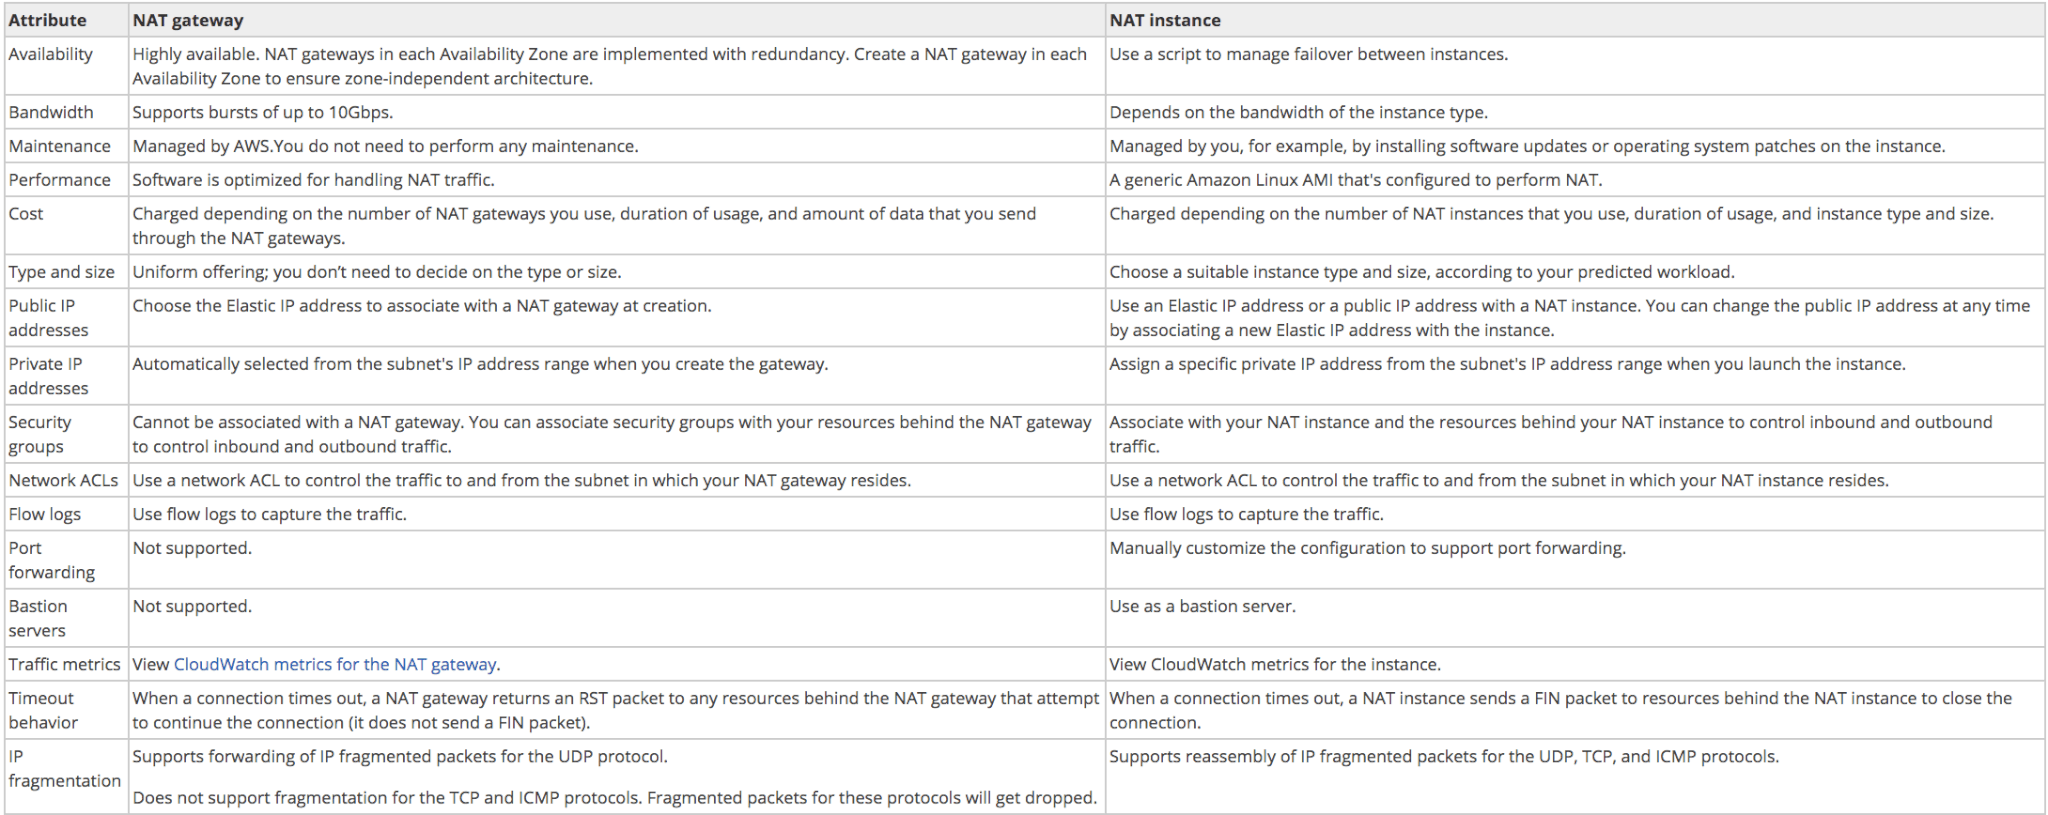 Attribute NAT gateway NAT instance
Availability Highly available. NAT gateways in each Availability Zone are implemented with redundancy. Create a NAT gateway in each Use a script to manage failover between instances.
Availability Zone to ensure zone-independent architecture.
Bandwidth Supports bursts of up to 10Gbps. Depends on the bandwidth of the instance type.
Maintenance Managed by AWS.You do not need to perform any maintenance. Managed by you, for example, by installing software updates or operating system patches on the instance.
Performance Software is optimized for handling NAT traffic. A generic Amazon Linux AMI that's configured to perform NAT.
Cost Charged depending on the number of NAT gateways you use, duration of usage, and amount of data that you send Charged depending on the number of NAT instances that you use, duration of usage, and instance type and size.
through the NAT gateways.
Type and size Uniform offering; you don’t need to decide on the type or size. Choose a suitable instance type and size, according to your predicted workload.
Public IP Choose the Elastic IP address to associate with a NAT gateway at creation. Use an Elastic IP address or a public IP address with a NAT instance. You can change the public IP address at any time
addresses by associating a new Elastic IP address with the instance.
Private IP Automatically selected from the subnet's IP address range when you create the gateway. Assign a specific private IP address from the subnet's IP address range when you launch the instance.
addresses
Security Cannot be associated with a NAT gateway. You can associate security groups with your resources behind the NAT gateway Associate with your NAT instance and the resources behind your NAT instance to control inbound and outbound
groups to control inbound and outbound traffic. traffic.
Network ACLs Use a network ACL to control the traffic to and from the subnet in which your NAT gateway resides. Use a network ACL to control the traffic to and from the subnet in which your NAT instance resides.
Flow logs Use flow logs to capture the traffic. Use flow logs to capture the traffic.
Port Not supported. Manually customize the configuration to support port forwarding.
forwarding
Bastion Not supported. Use as a bastion server.
servers
Traffic metrics View CloudWatch metrics for the NAT gateway. View CloudWatch metrics for the instance.
Timeout When a connection times out, a NAT gateway returns an RST packet to any resources behind the NAT gateway that attempt When a connection times out, a NAT instance sends a FIN packet to resources behind the NAT instance to close the
behavior to continue the connection (it does not send a FIN packet). connection.
IP Supports forwarding of IP fragmented packets for the UDP protocol. Supports reassembly of IP fragmented packets for the UDP, TCP, and ICMP protocols.
fragmentation
Does not support fragmentation for the TCP and ICMP protocols. Fragmented packets for these protocols will get dropped.